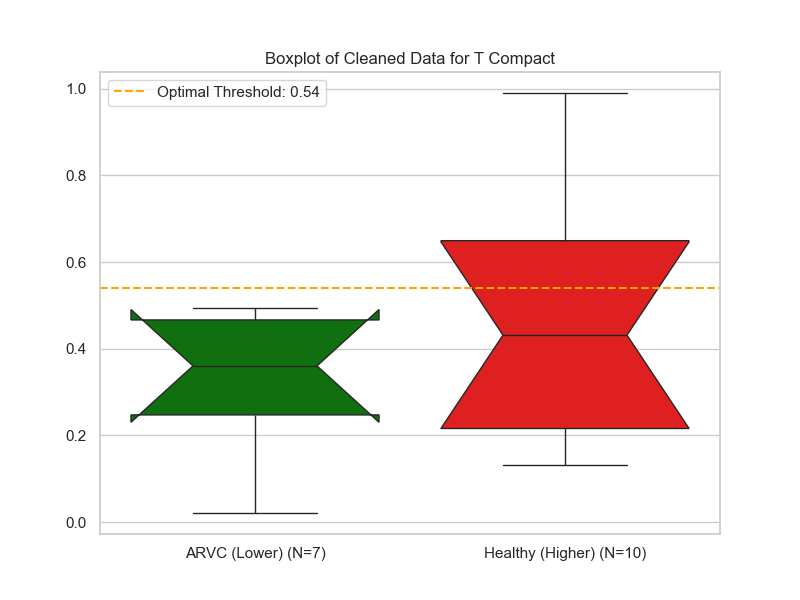 Boxplot of Cleaned Data for T Compact
Optimal Threshold: 0.54
1.0
0.8
0.6
0.4
0.2
0.0
ARVC (Lower) (N=7)
Healthy (Higher) (N=10)